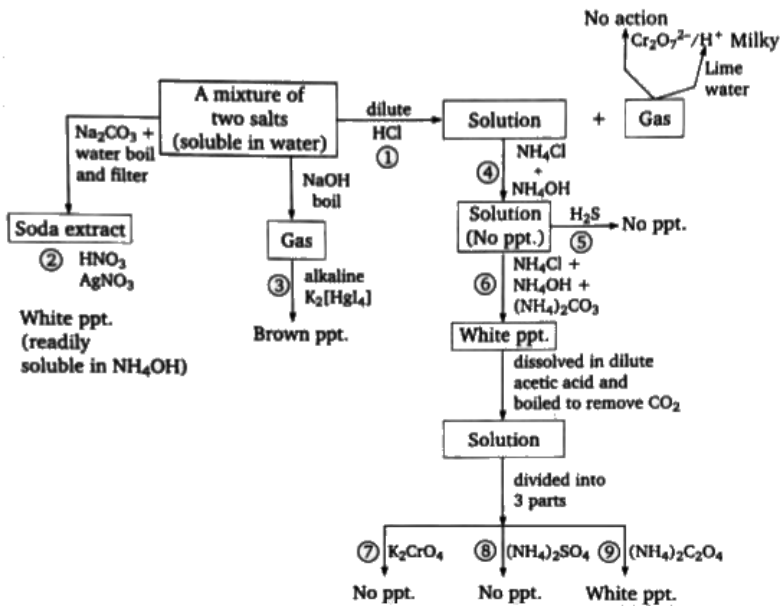 No action
Cr₂O₇²⁻/H⁺ Milky
Lime
water
A mixture of
two salts
(soluble in water)
dilute
HCl
①
Solution
+
Gas
Na₂CO₃ +
water boil
and filter
NaOH
boil
④
NH₄Cl
+
NH₄OH
Soda extract
Gas
Solution
(No ppt.)
H₂S
⑤
No ppt.
② HNO₃
AgNO₃
③
alkaline
K₂[HgI₄]
⑥
NH₄Cl +
NH₄OH +
(NH₄)₂CO₃
White ppt.
(readily
soluble in NH₄OH)
Brown ppt.
White ppt.
dissolved in dilute
acetic acid and
boiled to remove CO₂
Solution
divided into
3 parts
⑦ K₂CrO₄
⑧ (NH₄)₂SO₄
⑨ (NH₄)₂C₂O₄
No ppt.
No ppt.
White ppt.